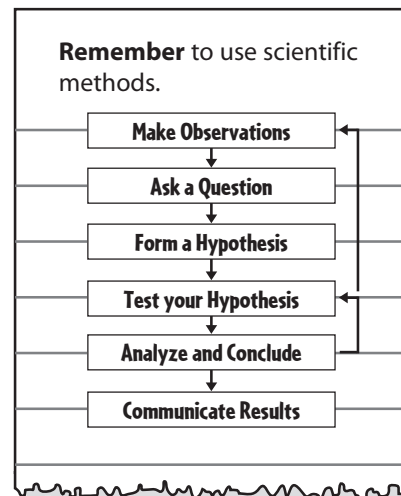 Remember to use scientific
methods.
Make Observations
Ask a Question
Form a Hypothesis
Test your Hypothesis
Analyze and Conclude
Communicate Results